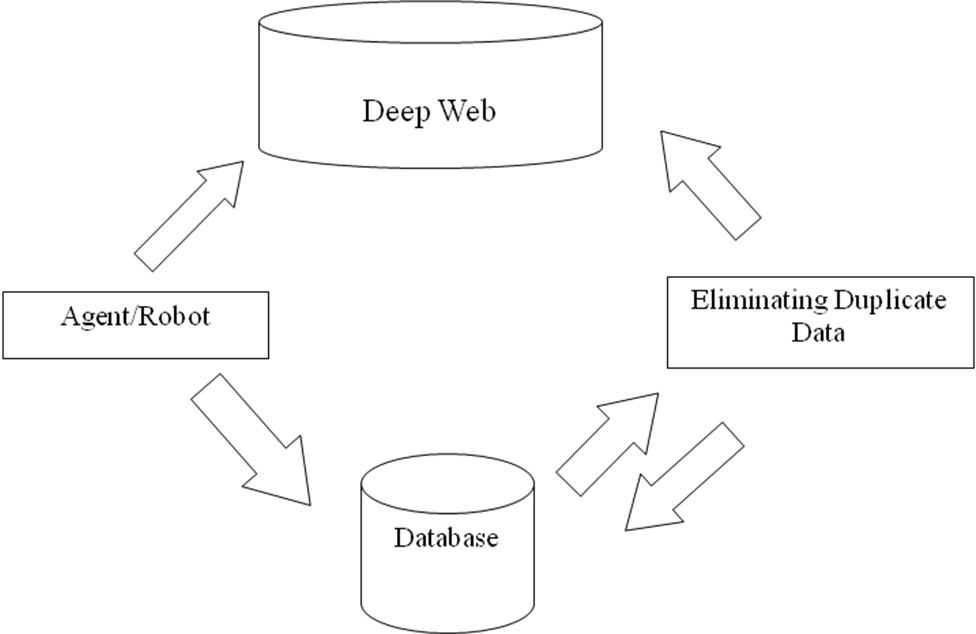 Deep Web
Agent/Robot
Eliminating Duplicate
Data
Database